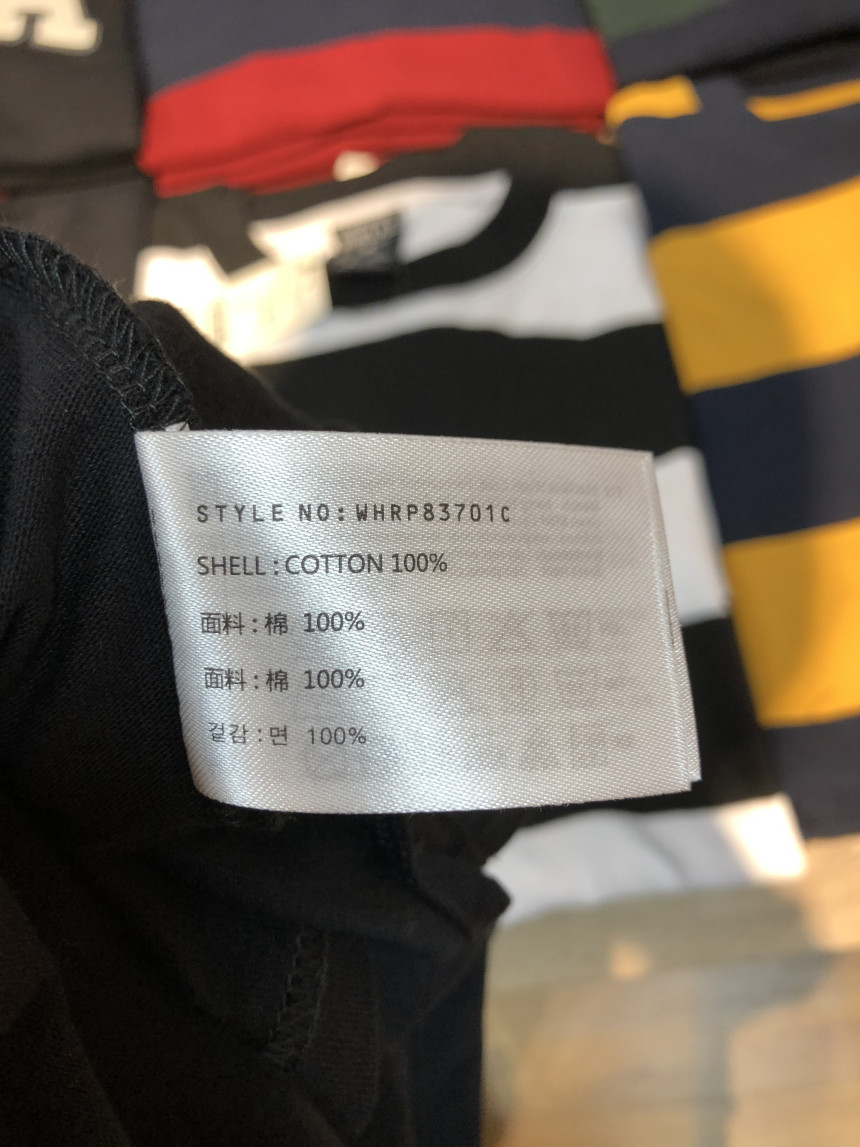 STYLE NO: WHRP83701C
SHELL : COTTON 100%
面料 : 棉 100%
面料 : 棉 100%
겉감 : 면 100%